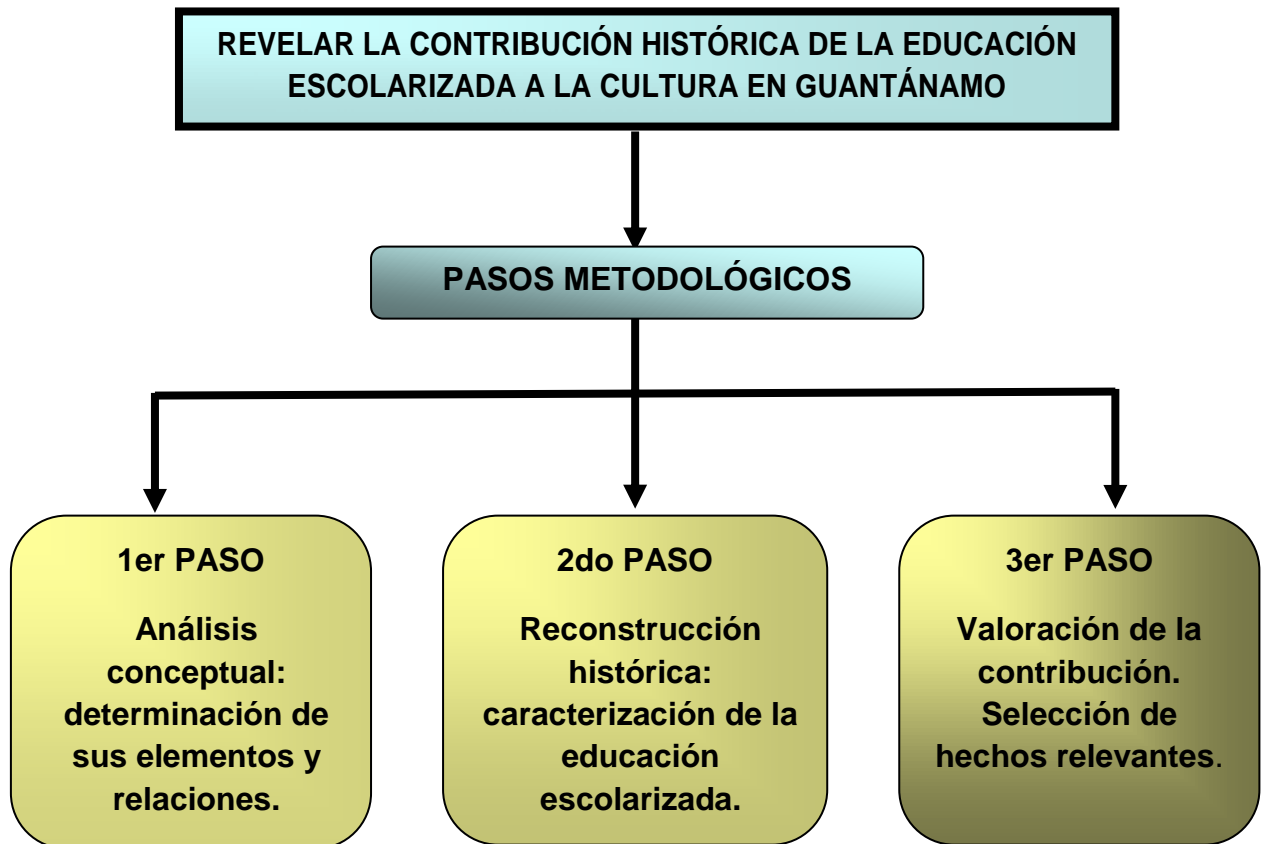 REVELAR LA CONTRIBUCIÓN HISTÓRICA DE LA EDUCACIÓN
ESCOLARIZADA A LA CULTURA EN GUANTÁNAMO
PASOS METODOLÓGICOS
1er PASO
Análisis
conceptual:
determinación de
sus elementos y
relaciones.
2do PASO
Reconstrucción
histórica:
caracterización de la
educación
escolarizada.
3er PASO
Valoración de la
contribución.
Selección de
hechos relevantes.